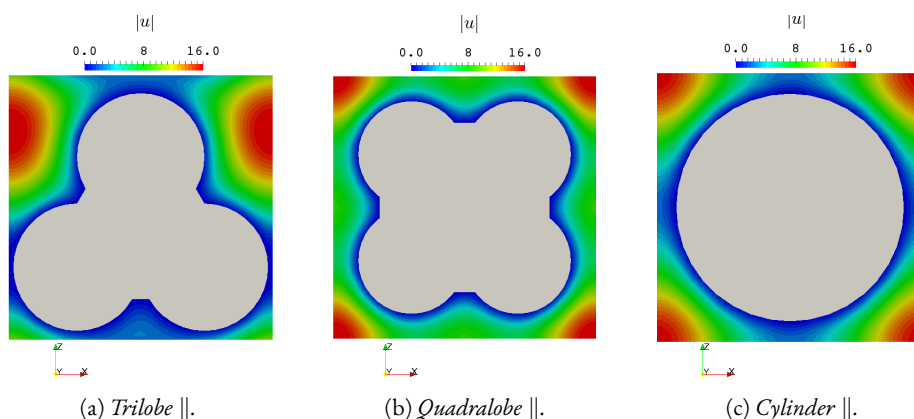 |u|
0.0 8 16.0
Z
Y X
(a) Trilobe ∥.
|u|
0.0 8 16.0
Z
Y X
(b) Quadralobe ∥.
|u|
0.0 8 16.0
Z
Y X
(c) Cylinder ∥.